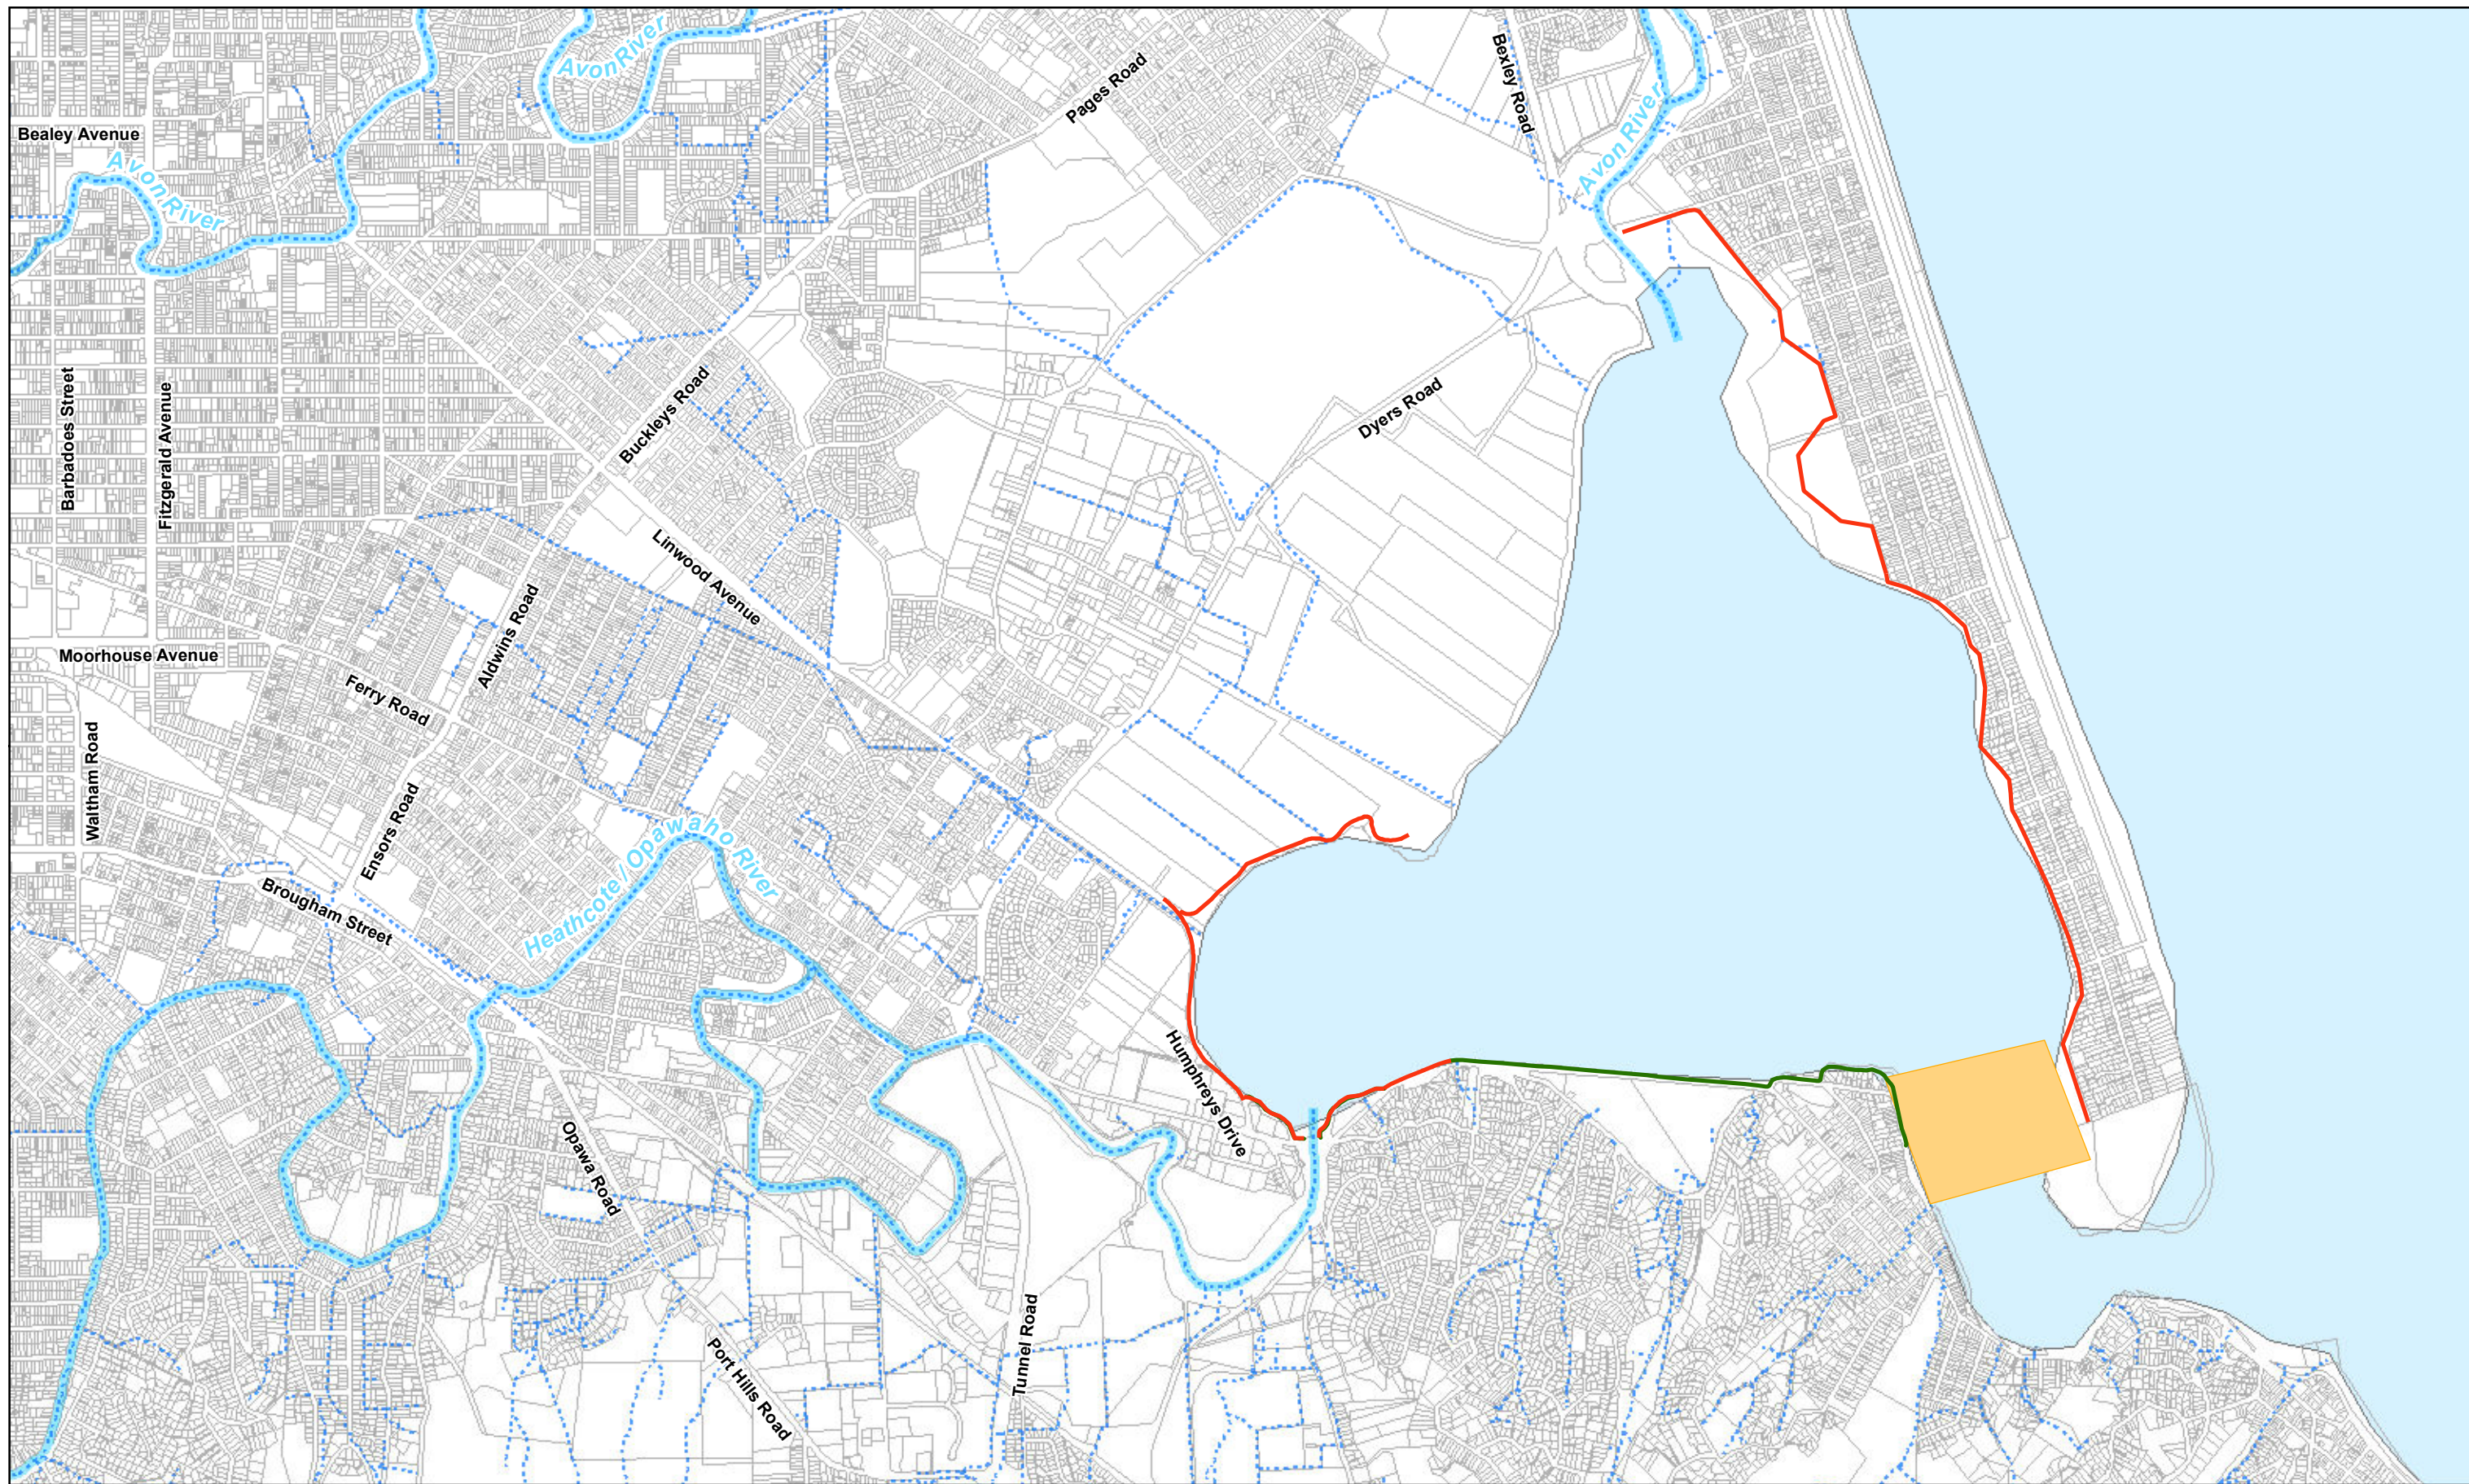 Avon River
Pages Road
Bexley Road
Bealey Avenue
Avon River
Avon River
Barbadoes Street
Fitzgerald Avenue
Buckleys Road
Dyers Road
Linwood Avenue
Aldwins Road
Moorhouse Avenue
Ferry Road
Waltham Road
Ensors Road
Heathcote / Opawaho River
Brougham Street
Humphreys Drive
Opawa Road
Tunnel Road
Port Hills Road